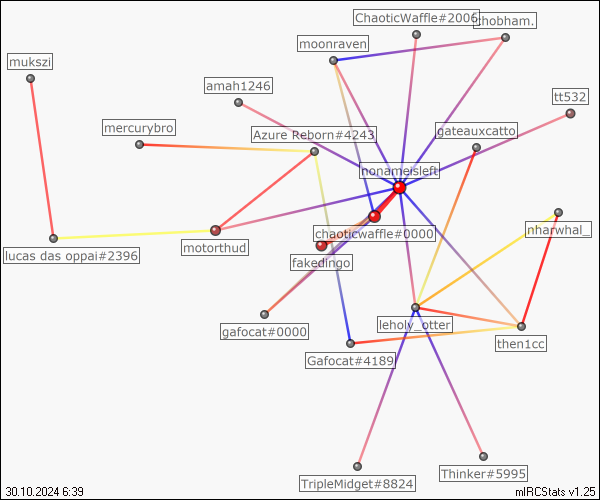 ChaoticWaffle#2006
chobham.
moonraven
mukszi
amah1246
tt532
mercurybro
Azure Reborn#4243
gateauxcatto
nonameisleft
nharwhal_
chaoticwaffle#0000
motorthud
lucas das oppai#2396
fakedingo
gafocat#0000
leholy_otter
then1cc
Gafocat#4189
Thinker#5995
TripleMidget#8824
30.10.2024 6:39
mIRCStats v1.25